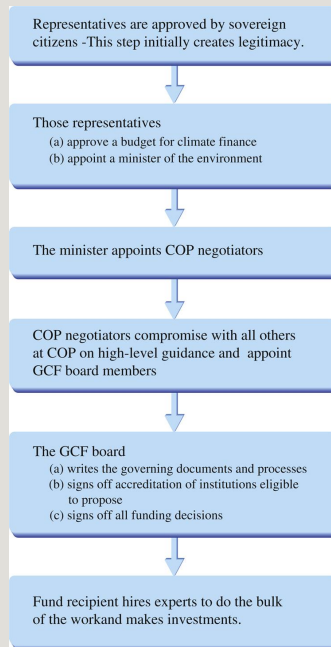 Representatives are approved by sovereign
citizens -This step initially creates legitimacy.
Those representatives
(a) approve a budget for climate finance
(b) appoint a minister of the environment
The minister appoints COP negotiators
COP negotiators compromise with all others
at COP on high-level guidance and appoint
GCF board members
The GCF board
(a) writes the governing documents and processes
(b) signs off accreditation of institutions eligible
to propose
(c) signs off all funding decisions
Fund recipient hires experts to do the bulk
of the workand makes investments.